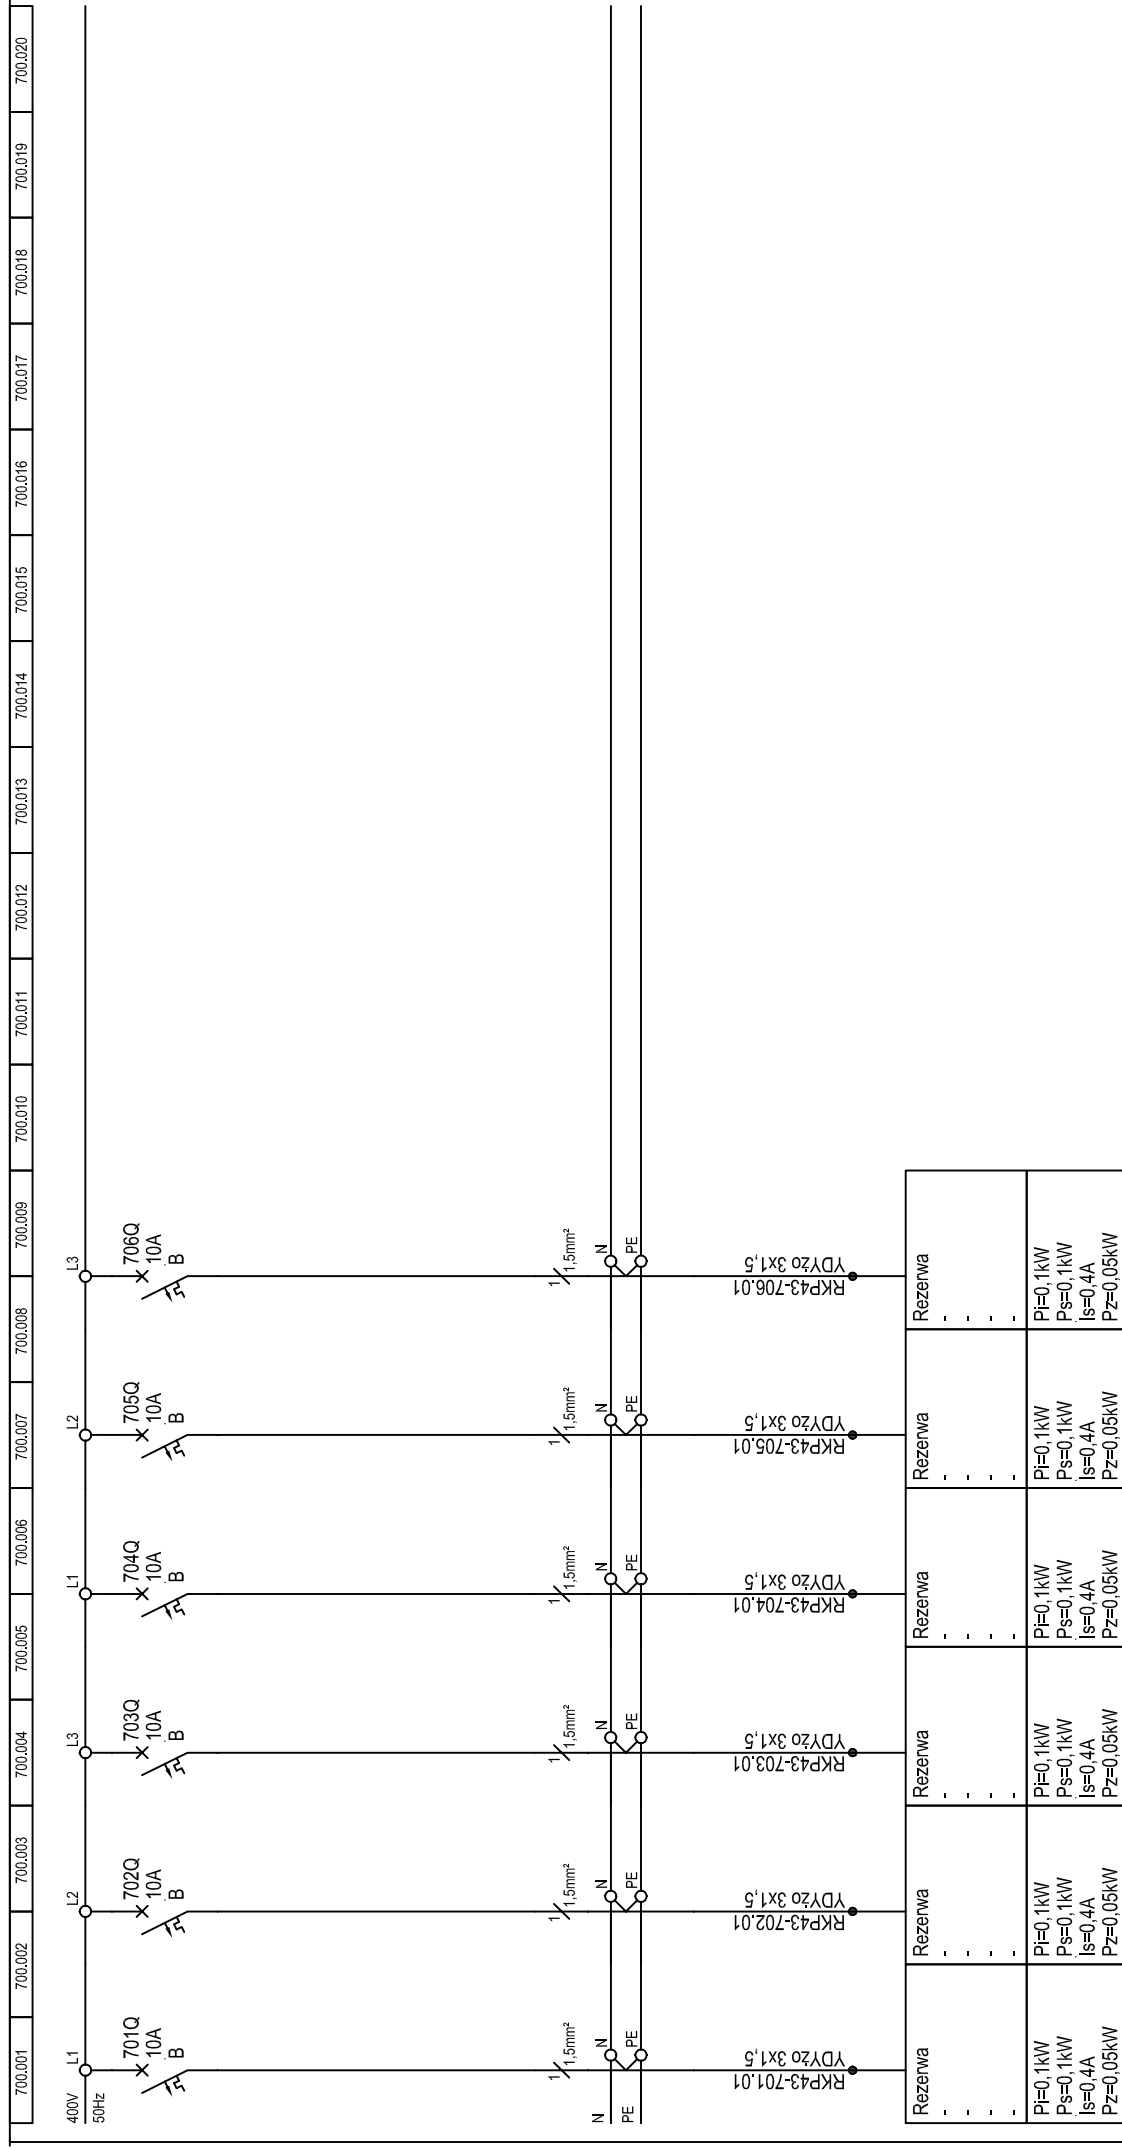 700.001 700.002 700.003 700.004 700.005 700.006 700.007 700.008 700.009 700.010 700.011 700.012 700.013 700.014 700.015 700.016 700.017 700.018 700.019 700.020
400V
50Hz
L1 L2 L3 L1 L2 L3
701Q 702Q 703Q 704Q 705Q 706Q
10A 10A 10A 10A 10A 10A
B B B B B B
1 1 1 1 1 1
1,5mm² 1,5mm² 1,5mm² 1,5mm² 1,5mm² 1,5mm²
N N N N N N N
PE PE PE PE PE PE PE
YDYżo 3x1,5 YDYżo 3x1,5 YDYżo 3x1,5 YDYżo 3x1,5 YDYżo 3x1,5 YDYżo 3x1,5
RKP43-701.01 RKP43-702.01 RKP43-703.01 RKP43-704.01 RKP43-705.01 RKP43-706.01
Rezerwa Rezerwa Rezerwa Rezerwa Rezerwa Rezerwa
Pi=0,1kW Pi=0,1kW Pi=0,1kW Pi=0,1kW Pi=0,1kW Pi=0,1kW
Ps=0,1kW Ps=0,1kW Ps=0,1kW Ps=0,1kW Ps=0,1kW Ps=0,1kW
Is=0,4A Is=0,4A Is=0,4A Is=0,4A Is=0,4A Is=0,4A
Pz=0,05kW Pz=0,05kW Pz=0,05kW Pz=0,05kW Pz=0,05kW Pz=0,05kW